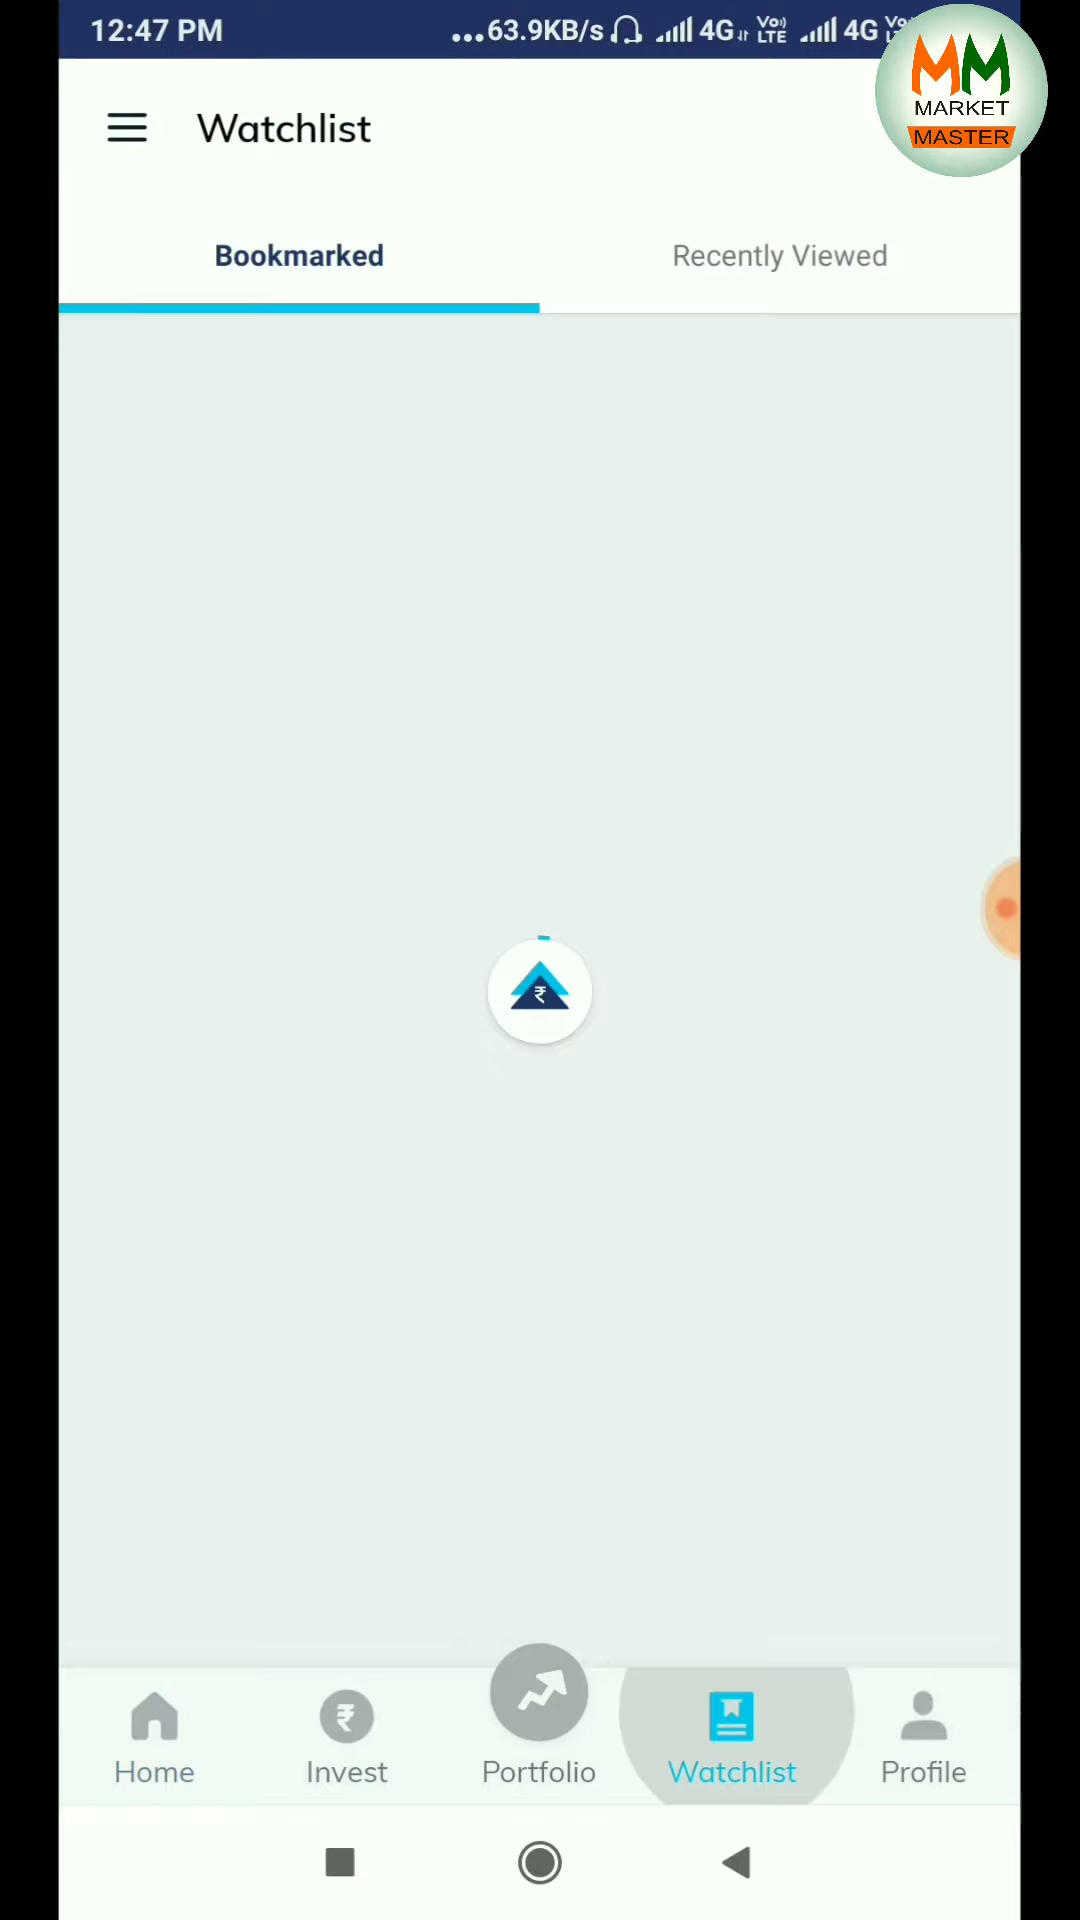 12:47 PM
...63.9KB/s 4G VoLTE 4G
MM
MARKET
MASTER
Watchlist
Bookmarked Recently Viewed
₹
₹
Home Invest Portfolio Watchlist Profile